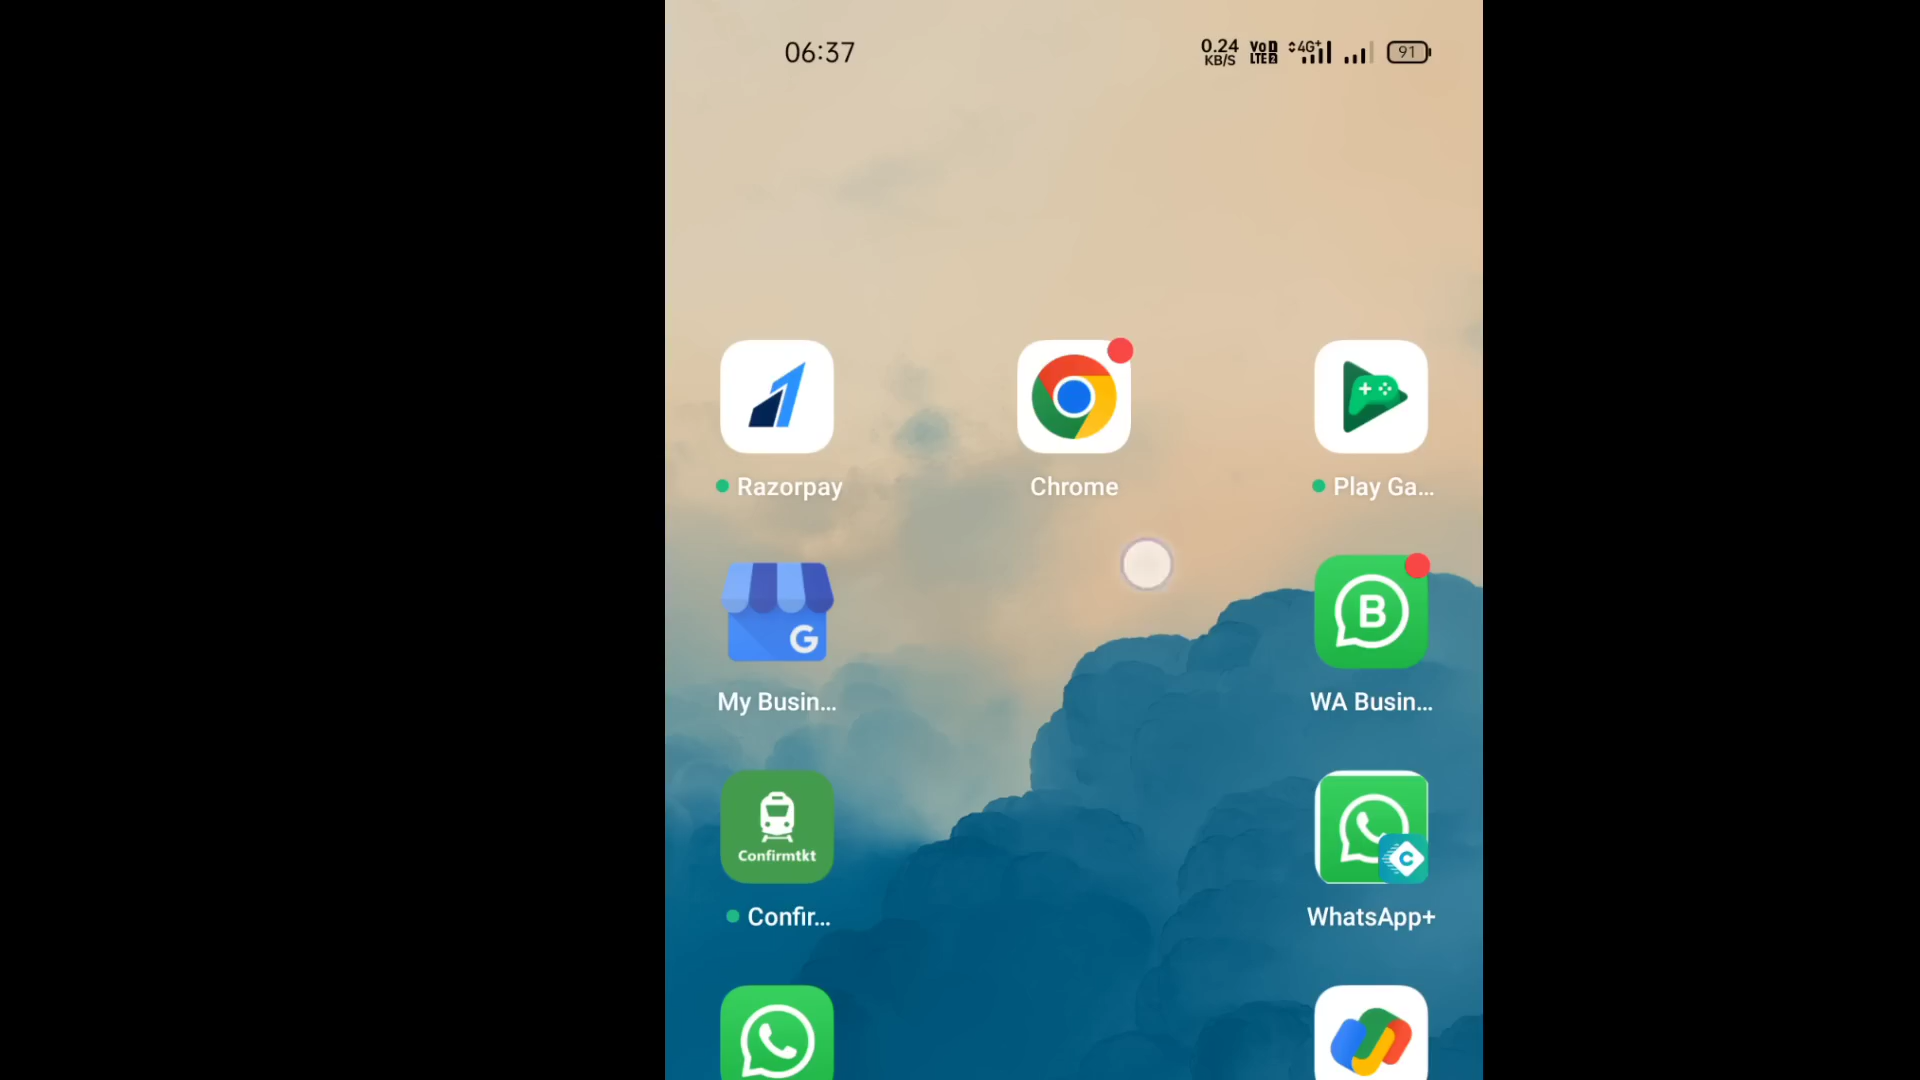 06:37
0.24 KB/S VoD LTE2 4G+ 91
Razorpay
Chrome
Play Ga...
G
B
My Busin...
WA Busin...
Confirmtkt
C
Confir...
WhatsApp+